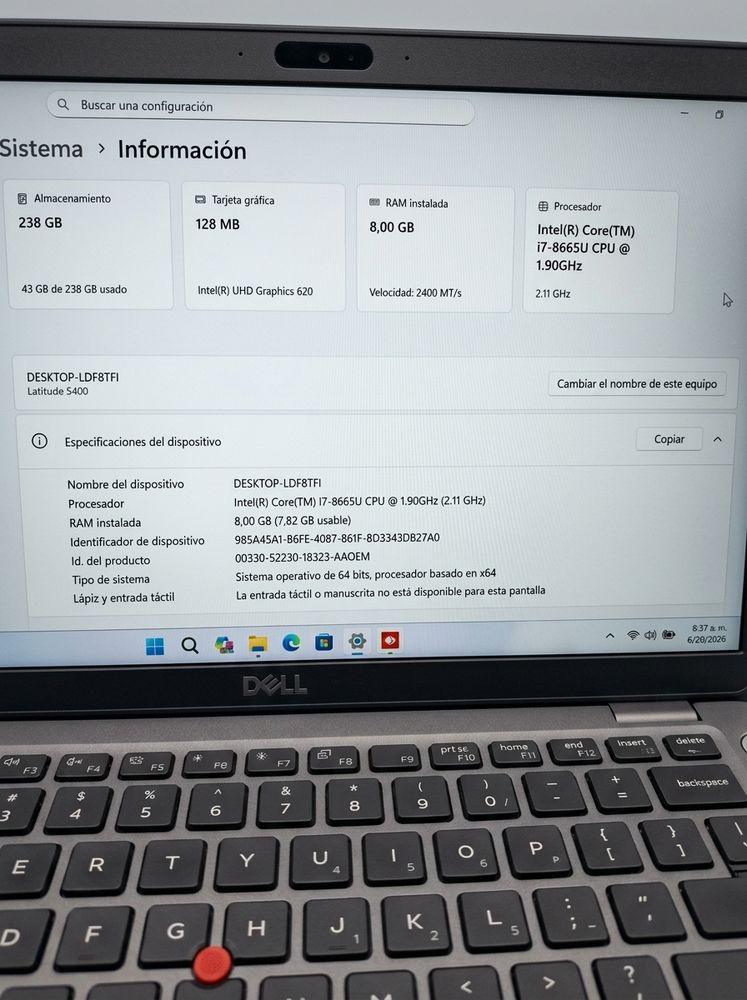 Buscar una configuración
Sistema > Información
Almacenamiento
238 GB
43 GB de 238 GB usado
Tarjeta gráfica
128 MB
Intel(R) UHD Graphics 620
RAM instalada
8,00 GB
Velocidad: 2400 MT/s
Procesador
Intel(R) Core(TM)
i7-8665U CPU @
1.90GHz
2.11 GHz
DESKTOP-LDF8TFI
Latitude 5400
Cambiar el nombre de este equipo
Especificaciones del dispositivo
Copiar
Nombre del dispositivo DESKTOP-LDF8TFI
Procesador Intel(R) Core(TM) I7-8665U CPU @ 1.90GHz (2.11 GHz)
RAM instalada 8,00 GB (7,82 GB usable)
Identificador de dispositivo 985A45A1-B6FE-4087-861F-8D3343DB27A0
Id. del producto 00330-52230-18323-AAOEM
Tipo de sistema Sistema operativo de 64 bits, procesador basado en x64
Lápiz y entrada táctil La entrada táctil o manuscrita no está disponible para esta pantalla
8:37 a. m.
6/20/2026
DELL
F3 F4 F5 F6 F7 F8 F9 prt sc F10 home F11 end F12 Insert delete
# 3 $ 4 % 5 ^ 6 & 7 * 8 ( 9 ) 0 / _ - + = backspace
E R T Y U 4 I 5 O 6 P P { [ } ]
D F G H J 1 K 2 L 5 : ; - " '
M < > ?